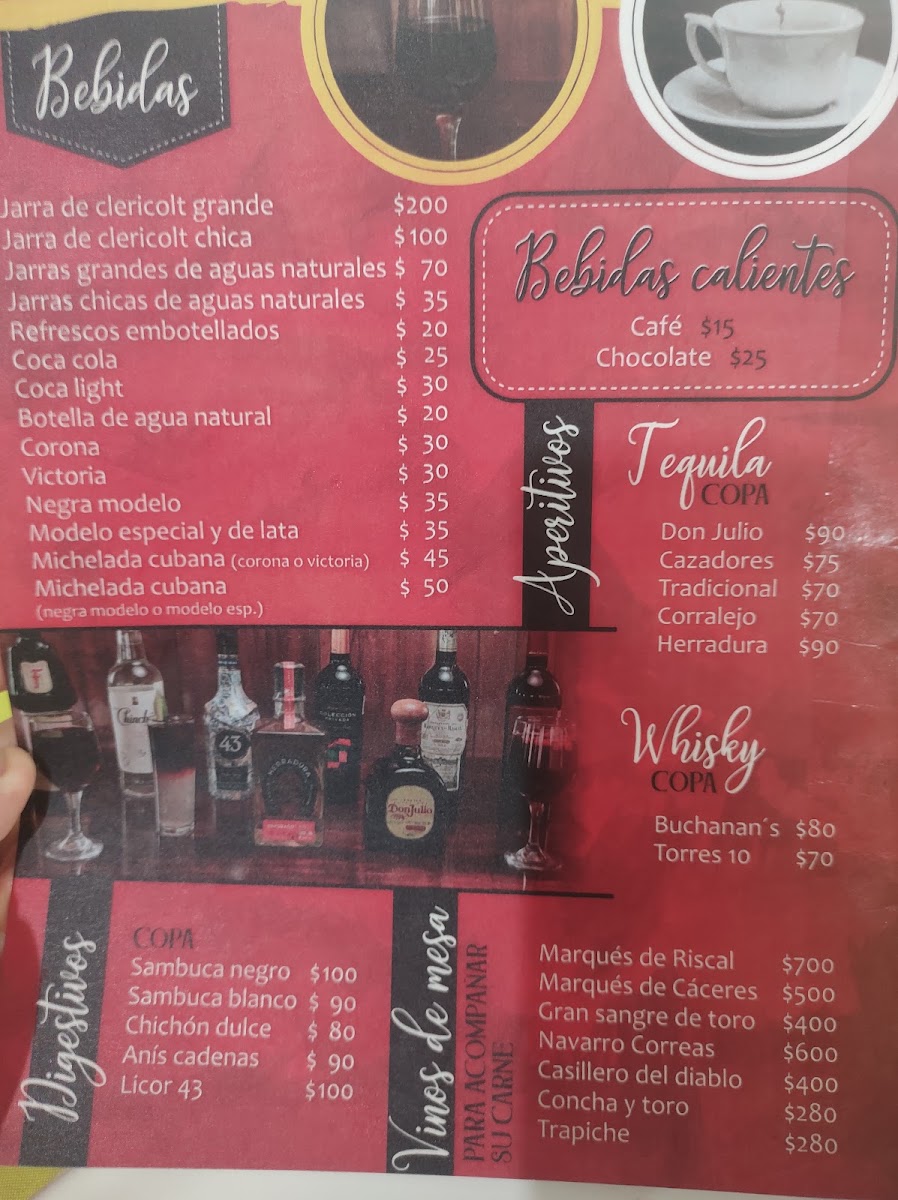 Bebidas
Jarra de clericolt grande $200
Jarra de clericolt chica $100
Jarras grandes de aguas naturales $ 70
Jarras chicas de aguas naturales $ 35
Refrescos embotellados $ 20
Coca cola $ 25
Coca light $ 30
Botella de agua natural $ 20
Corona $ 30
Victoria $ 30
Negra modelo $ 35
Modelo especial y de lata $ 35
Michelada cubana (corona o victoria) $ 45
Michelada cubana $ 50
(negra modelo o modelo esp.)
Bebidas calientes
Café $15
Chocolate $25
Aperitivos
Tequila
COPA
Don Julio $90
Cazadores $75
Tradicional $70
Corralejo $70
Herradura $90
Whisky
COPA
Buchanan´s $80
Torres 10 $70
43
HERRADURA
DonJulio
Digestivos
COPA
Sambuca negro $100
Sambuca blanco $ 90
Chichón dulce $ 80
Anís cadenas $ 90
Licor 43 $100
Vinos de mesa
PARA ACOMPANAR
SU CARNE
Marqués de Riscal $700
Marqués de Cáceres $500
Gran sangre de toro $400
Navarro Correas $600
Casillero del diablo $400
Concha y toro $280
Trapiche $280